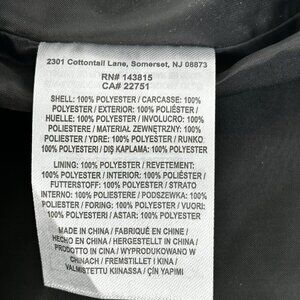 2301 Cottontail Lane, Somerset, NJ 08873
RN# 143815
CA# 22751
SHELL: 100% POLYESTER / CARCASSE: 100%
POLYESTER / EXTERIOR: 100% POLIÉSTER /
HUELLE: 100% POLYESTER / INVOLUCRO: 100%
POLIESTERE / MATERIAŁ ZEWNĘTRZNY: 100%
POLIESTER / YDRE: 100% POLYESTER / RUNKO:
100% POLYESTERI / DIŞ KAPLAMA: 100% POLYESTER
LINING: 100% POLYESTER / REVETEMENT:
100% POLYESTER / INTERIOR: 100% POLIÉSTER /
FUTTERSTOFF: 100% POLYESTER / STRATO
INTERNO: 100% POLIESTERE / PODSZEWKA: 100%
POLIESTER / FORING: 100% POLYESTER / VUORI: 100%
POLYESTERI / ASTAR: 100% POLYESTER
MADE IN CHINA / FABRIQUÉ EN CHINE /
HECHO EN CHINA / HERGESTELLT IN CHINA /
PRODOTTO IN CINA / WYPRODUKOWANO W
CHINACH / FREMSTILLET I KINA /
VALMISTETTU KIINASSA / ÇİN YAPIMI